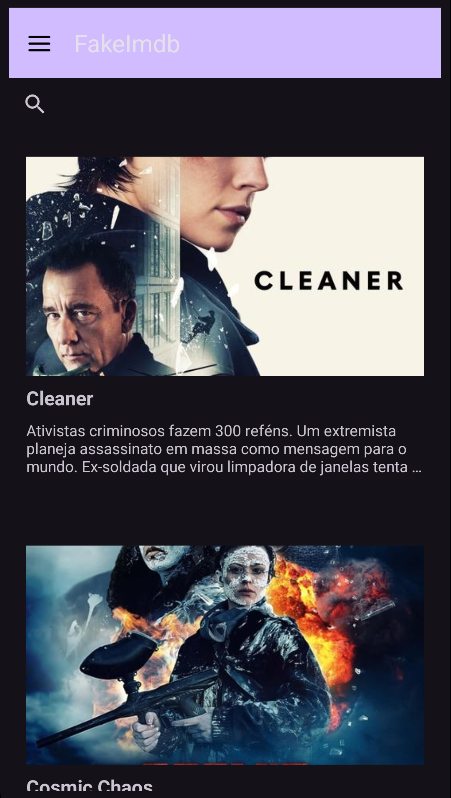 FakeImdb
CLEANER
Cleaner
Ativistas criminosos fazem 300 reféns. Um extremista
planeja assassinato em massa como mensagem para o
mundo. Ex-soldada que virou limpadora de janelas tenta ...
Cosmic Chaos